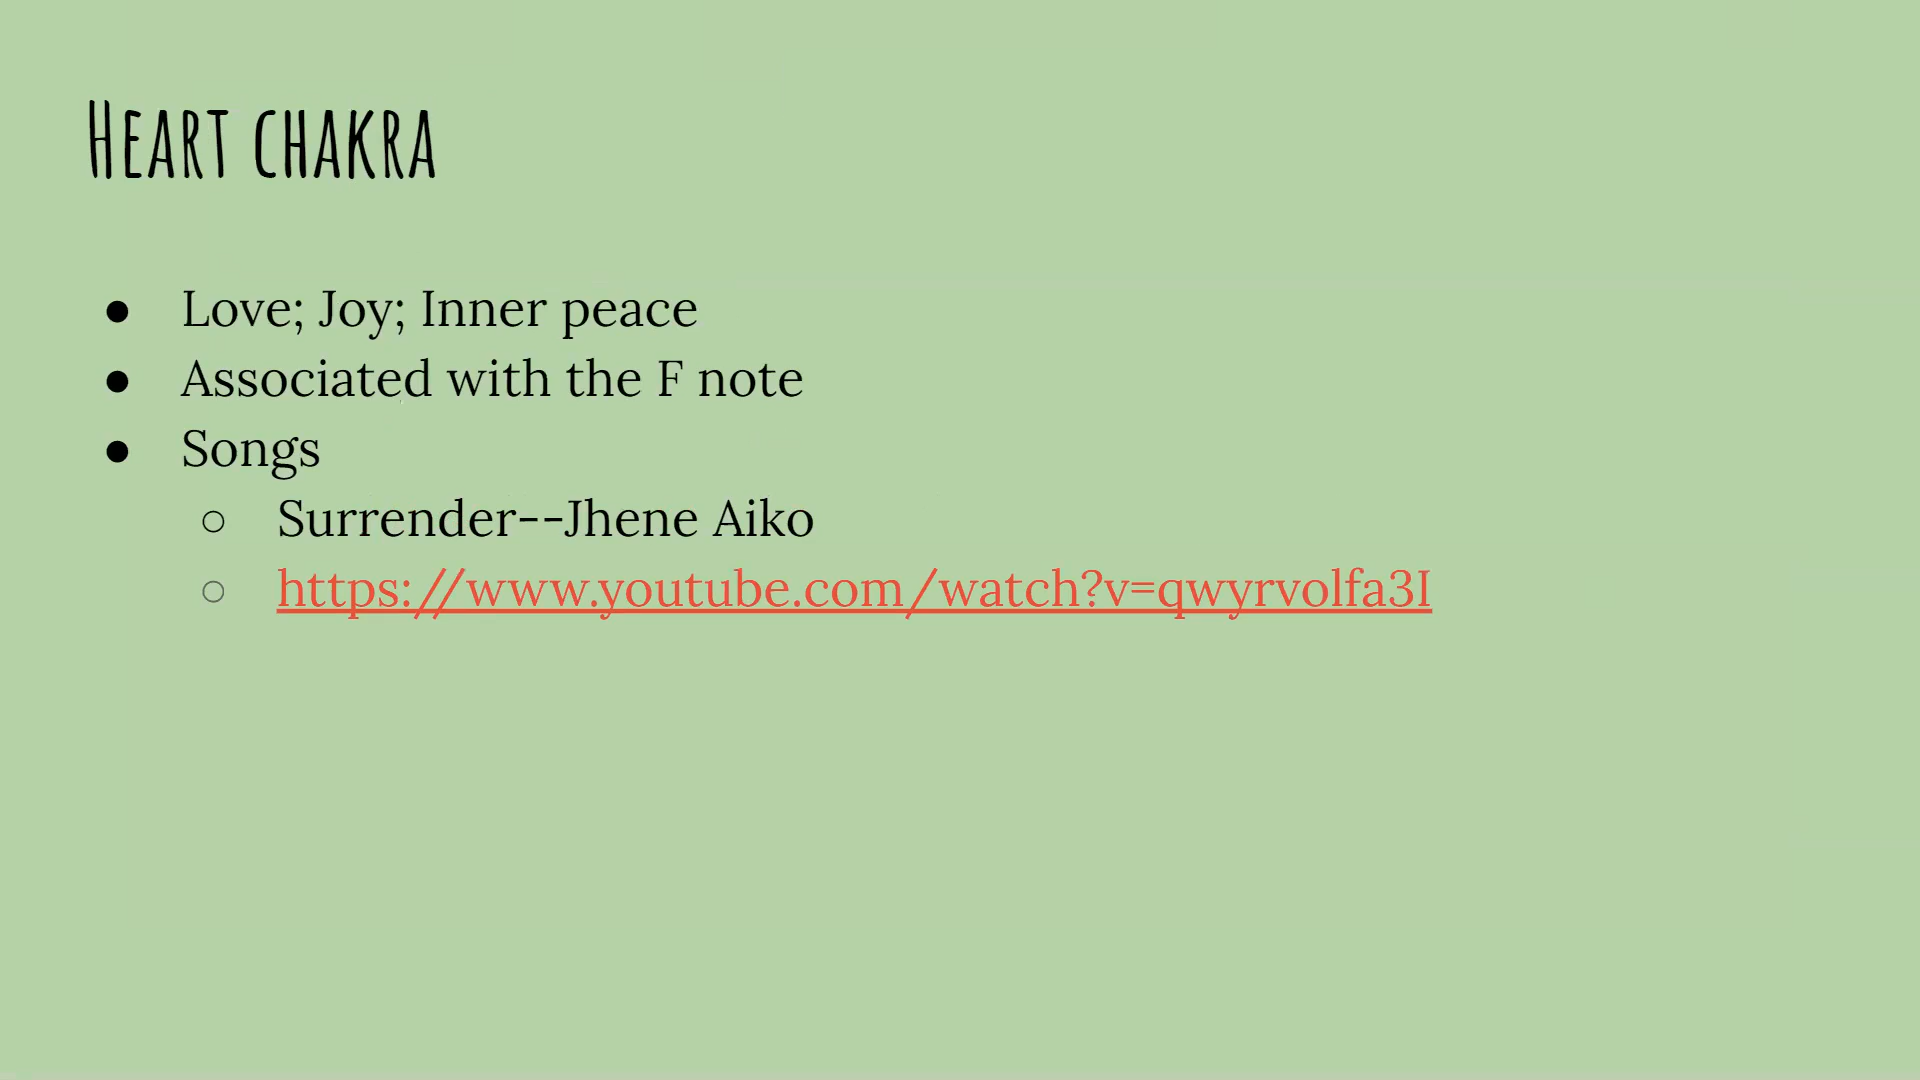 Heart chakra
● Love; Joy; Inner peace
● Associated with the F note
● Songs
○ Surrender--Jhene Aiko
○ https://www.youtube.com/watch?v=qwyrvolfa3I